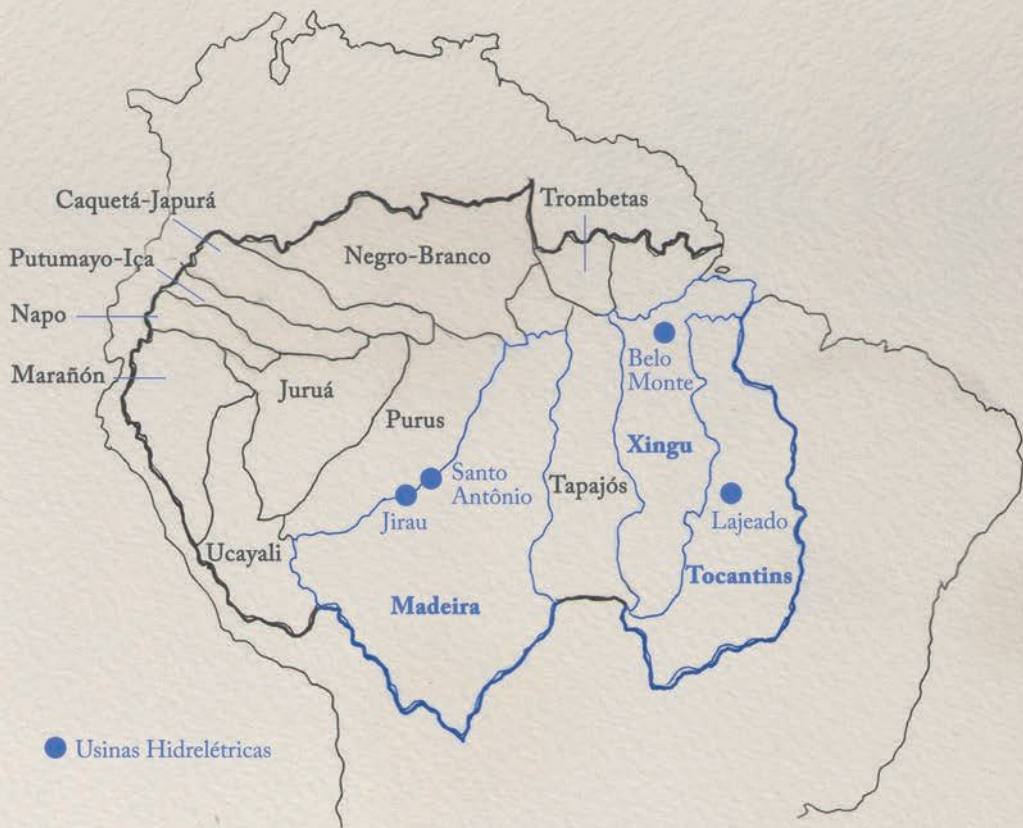 Caquetá-Japurá
Trombetas
Putumayo-Iça
Negro-Branco
Napo
Marañón
Juruá
Purus
Belo
Monte
Xingu
Santo
Antônio
Tapajós
Jirau
Lajeado
Ucayali
Tocantins
Madeira
Usinas Hidrelétricas